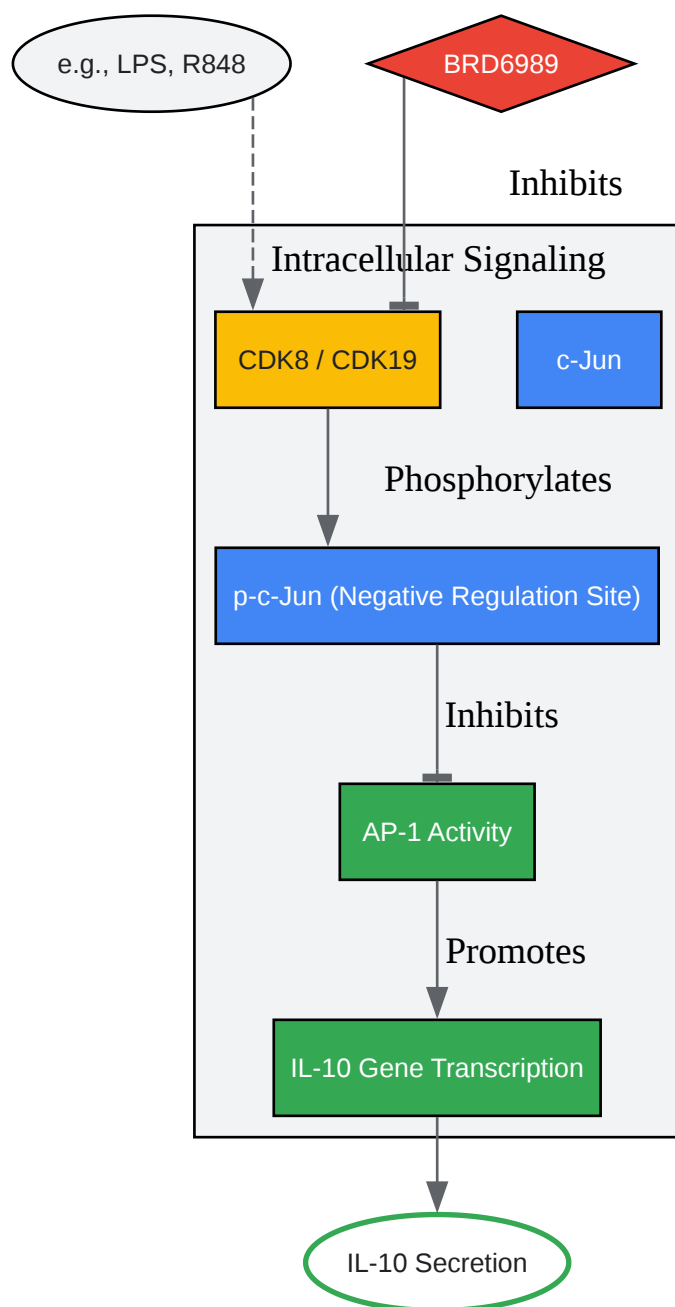 e.g., LPS, R848
BRD6989
Inhibits
Intracellular Signaling
CDK8 / CDK19
c-Jun
Phosphorylates
p-c-Jun (Negative Regulation Site)
Inhibits
AP-1 Activity
Promotes
IL-10 Gene Transcription
IL-10 Secretion